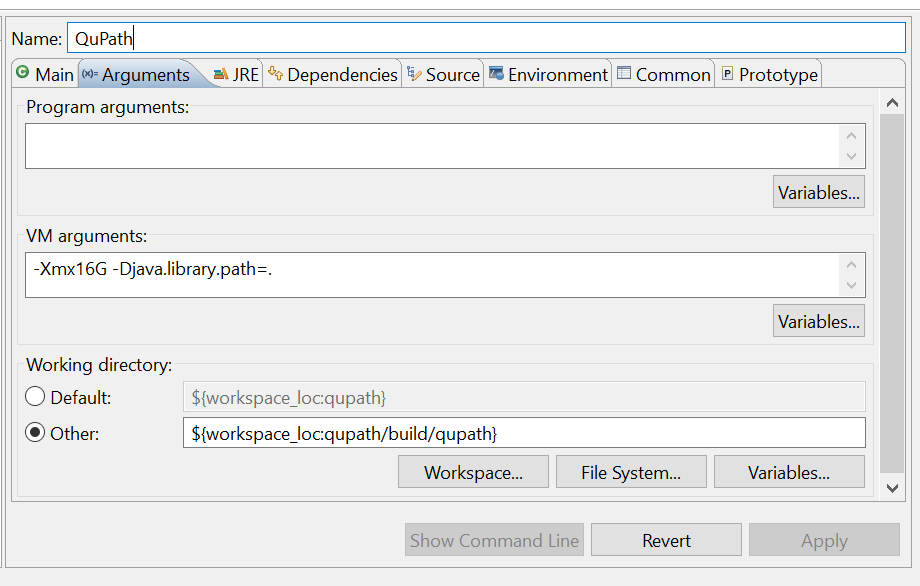 Name: QuPath
Main (x)= Arguments JRE Dependencies Source Environment Common P Prototype
Program arguments:
Variables...
VM arguments:
-Xmx16G -Djava.library.path=.
Variables...
Working directory:
Default: ${workspace_loc:qupath}
Other: ${workspace_loc:qupath/build/qupath}
Workspace... File System... Variables...
Show Command Line Revert Apply